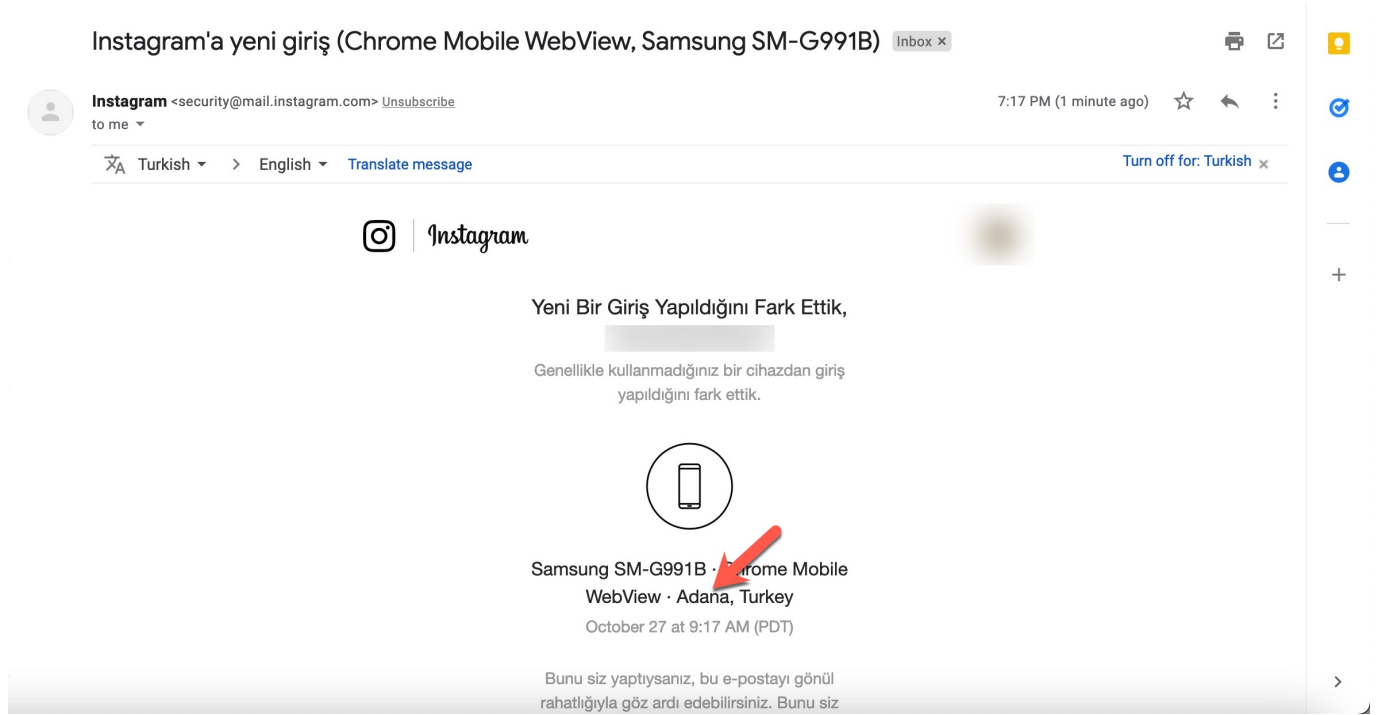 Instagram'a yeni giriş (Chrome Mobile WebView, Samsung SM-G991B) Inbox ×
Instagram <security@mail.instagram.com> Unsubscribe 7:17 PM (1 minute ago)
to me
Turkish > English Translate message Turn off for: Turkish ×
Instagram
Yeni Bir Giriş Yapıldığını Fark Ettik,
Genellikle kullanmadığınız bir cihazdan giriş
yapıldığını fark ettik.
Samsung SM-G991B · Chrome Mobile
WebView · Adana, Turkey
October 27 at 9:17 AM (PDT)
Bunu siz yaptıysanız, bu e-postayı gönül
rahatlığıyla göz ardı edebilirsiniz. Bunu siz